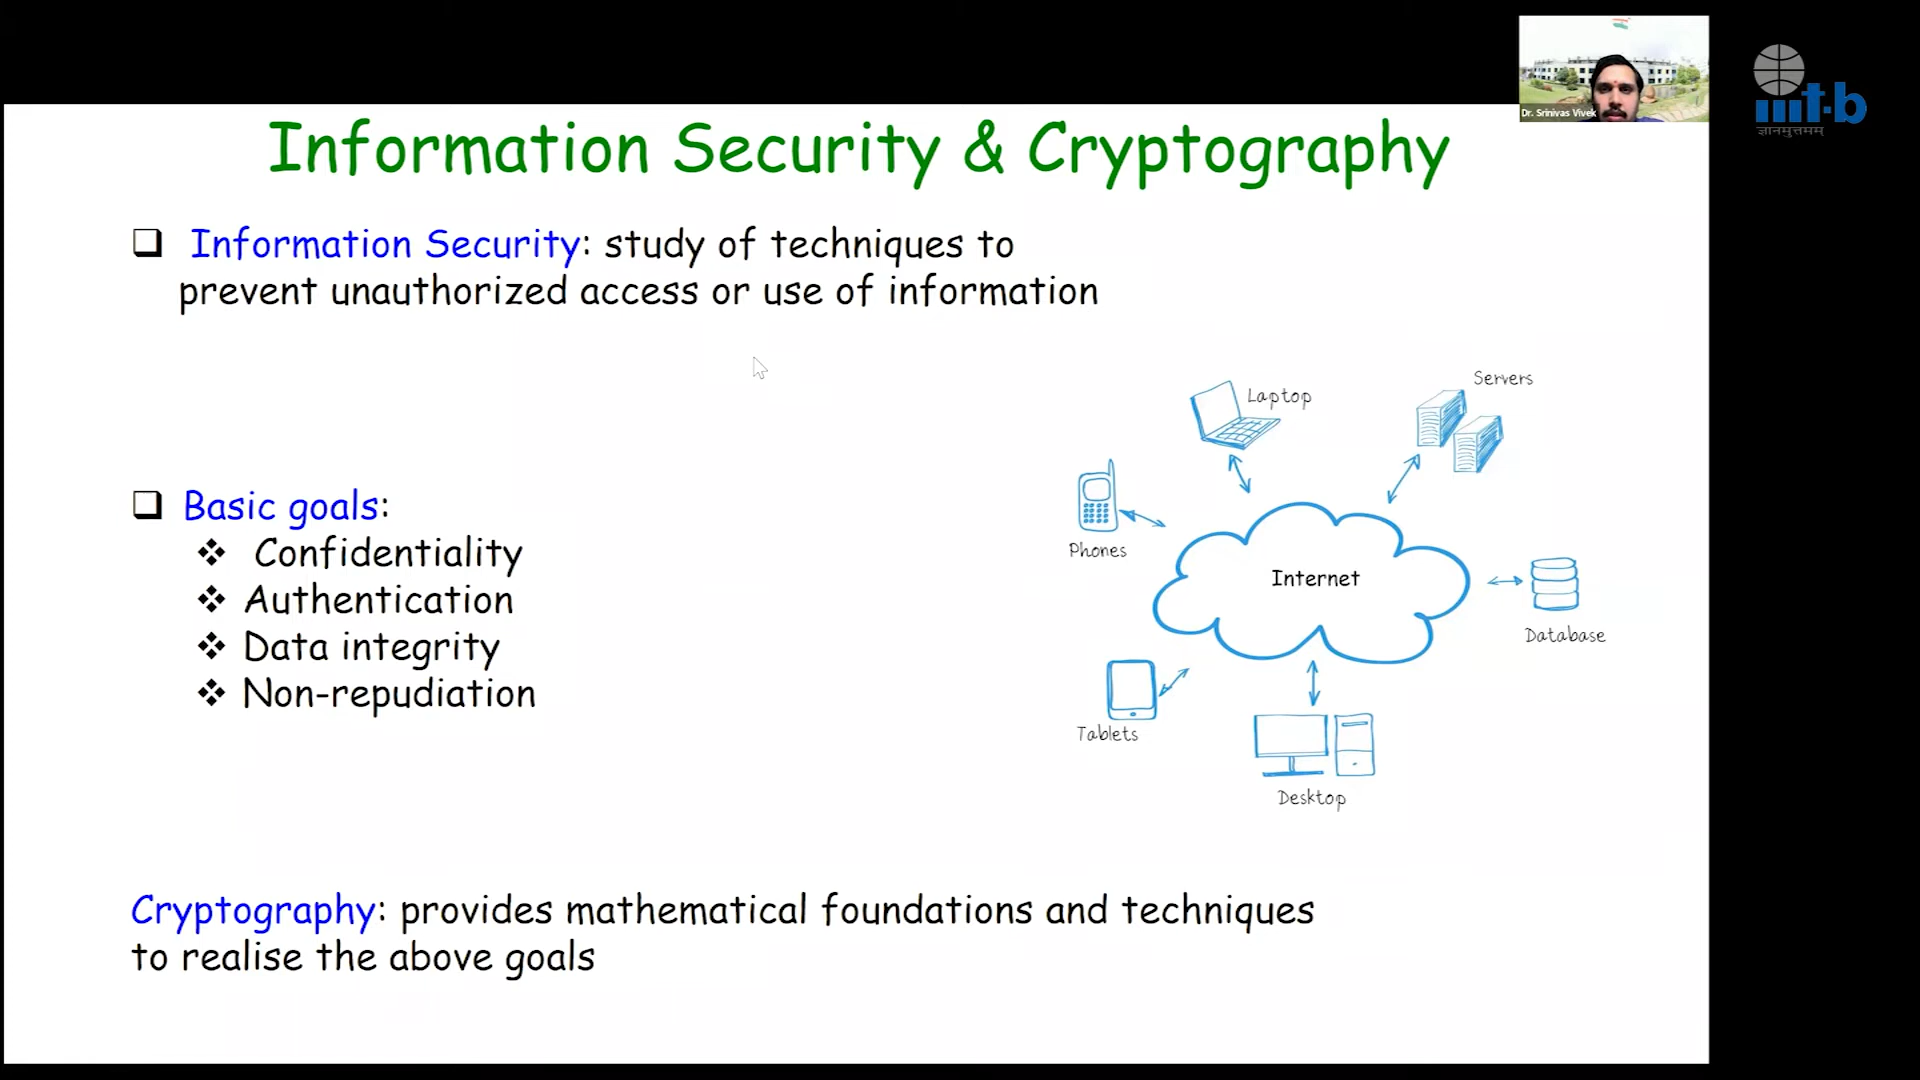 Dr. Srinivas Vivek
iiit-b
ज्ञानमुत्तमम्
Information Security & Cryptography
Information Security: study of techniques to
prevent unauthorized access or use of information
Basic goals:
Confidentiality
Authentication
Data integrity
Non-repudiation
Laptop
Servers
Phones
Internet
Database
Tablets
Desktop
Cryptography: provides mathematical foundations and techniques
to realise the above goals